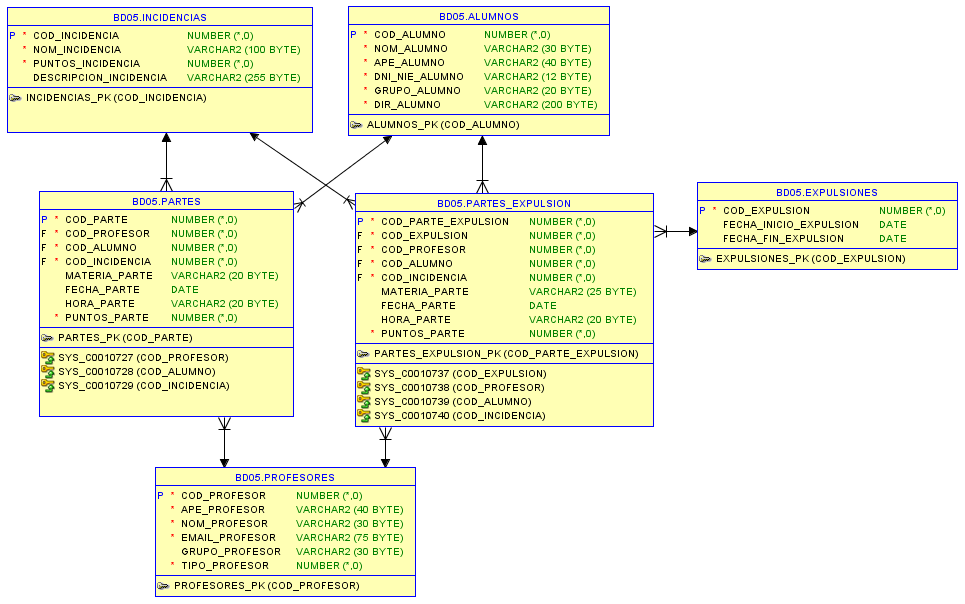 BD05.INCIDENCIAS
P * COD_INCIDENCIA NUMBER (*,0)
* NOM_INCIDENCIA VARCHAR2 (100 BYTE)
* PUNTOS_INCIDENCIA NUMBER (*,0)
DESCRIPCION_INCIDENCIA VARCHAR2 (255 BYTE)
INCIDENCIAS_PK (COD_INCIDENCIA)
BD05.ALUMNOS
P * COD_ALUMNO NUMBER (*,0)
* NOM_ALUMNO VARCHAR2 (30 BYTE)
* APE_ALUMNO VARCHAR2 (40 BYTE)
* DNI_NIE_ALUMNO VARCHAR2 (12 BYTE)
* GRUPO_ALUMNO VARCHAR2 (20 BYTE)
* DIR_ALUMNO VARCHAR2 (200 BYTE)
ALUMNOS_PK (COD_ALUMNO)
BD05.PARTES
P * COD_PARTE NUMBER (*,0)
F * COD_PROFESOR NUMBER (*,0)
F * COD_ALUMNO NUMBER (*,0)
F * COD_INCIDENCIA NUMBER (*,0)
MATERIA_PARTE VARCHAR2 (20 BYTE)
FECHA_PARTE DATE
HORA_PARTE VARCHAR2 (20 BYTE)
* PUNTOS_PARTE NUMBER (*,0)
PARTES_PK (COD_PARTE)
SYS_C0010727 (COD_PROFESOR)
SYS_C0010728 (COD_ALUMNO)
SYS_C0010729 (COD_INCIDENCIA)
BD05.PARTES_EXPULSION
P * COD_PARTE_EXPULSION NUMBER (*,0)
F * COD_EXPULSION NUMBER (*,0)
F * COD_PROFESOR NUMBER (*,0)
F * COD_ALUMNO NUMBER (*,0)
F * COD_INCIDENCIA NUMBER (*,0)
MATERIA_PARTE VARCHAR2 (25 BYTE)
FECHA_PARTE DATE
HORA_PARTE VARCHAR2 (20 BYTE)
* PUNTOS_PARTE NUMBER (*,0)
PARTES_EXPULSION_PK (COD_PARTE_EXPULSION)
SYS_C0010737 (COD_EXPULSION)
SYS_C0010738 (COD_PROFESOR)
SYS_C0010739 (COD_ALUMNO)
SYS_C0010740 (COD_INCIDENCIA)
BD05.EXPULSIONES
P * COD_EXPULSION NUMBER (*,0)
FECHA_INICIO_EXPULSION DATE
FECHA_FIN_EXPULSION DATE
EXPULSIONES_PK (COD_EXPULSION)
BD05.PROFESORES
P * COD_PROFESOR NUMBER (*,0)
* APE_PROFESOR VARCHAR2 (40 BYTE)
* NOM_PROFESOR VARCHAR2 (30 BYTE)
* EMAIL_PROFESOR VARCHAR2 (75 BYTE)
GRUPO_PROFESOR VARCHAR2 (30 BYTE)
* TIPO_PROFESOR NUMBER (*,0)
PROFESORES_PK (COD_PROFESOR)